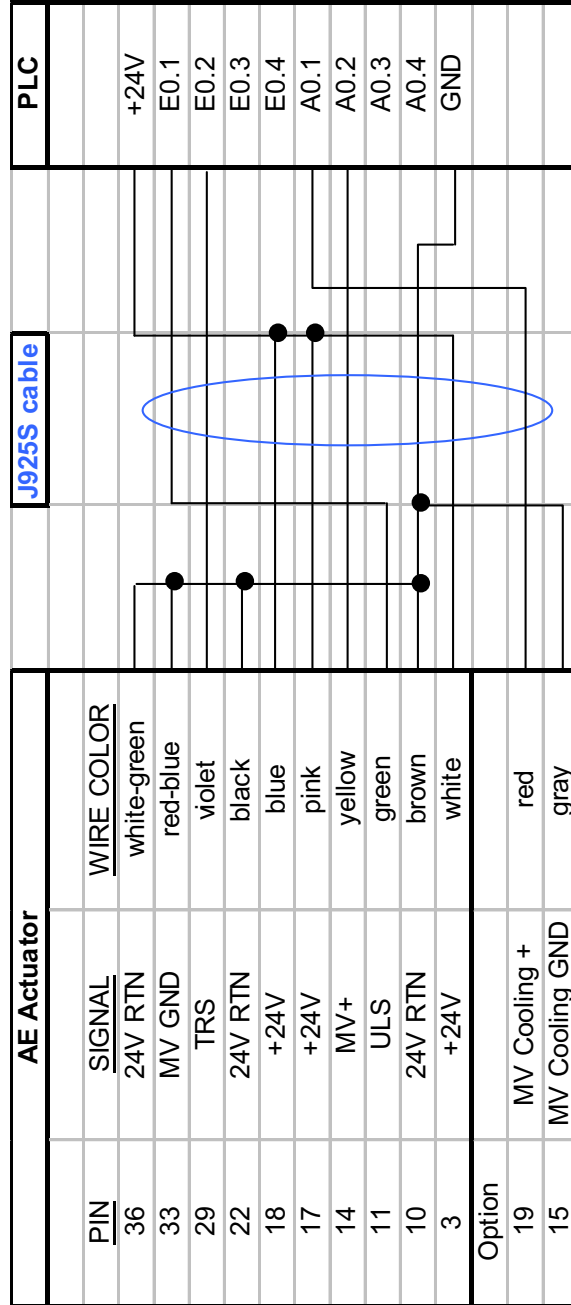 AE Actuator J925S cable PLC
PIN SIGNAL WIRE COLOR
36 24V RTN white-green +24V
33 MV GND red-blue E0.1
29 TRS violet E0.2
22 24V RTN black E0.3
18 +24V blue E0.4
17 +24V pink A0.1
14 MV+ yellow A0.2
11 ULS green A0.3
10 24V RTN brown A0.4
3 +24V white GND
Option
19 MV Cooling + red
15 MV Cooling GND gray